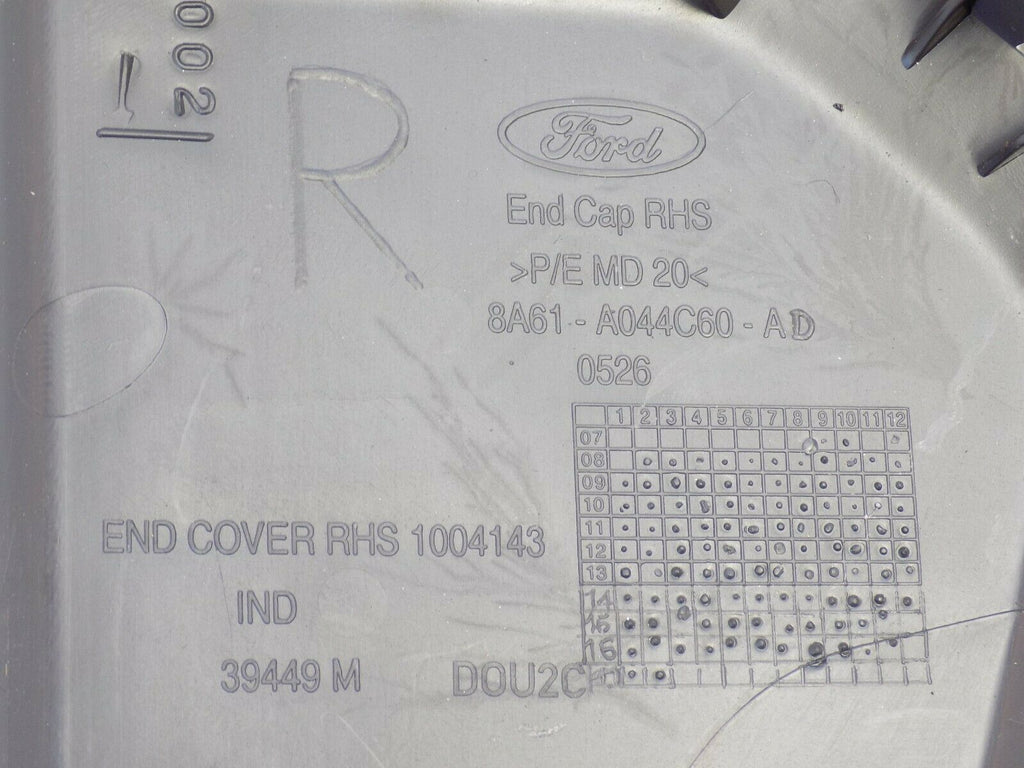 002
R
Ford
End Cap RHS
>P/E MD 20<
8A61 - A044C60 - AD
0526
1 2 3 4 5 6 7 8 9 10 11 12
07
08
09
10
11
12
13
14
15
16
END COVER RHS 1004143
IND
39449 M
DOU2C